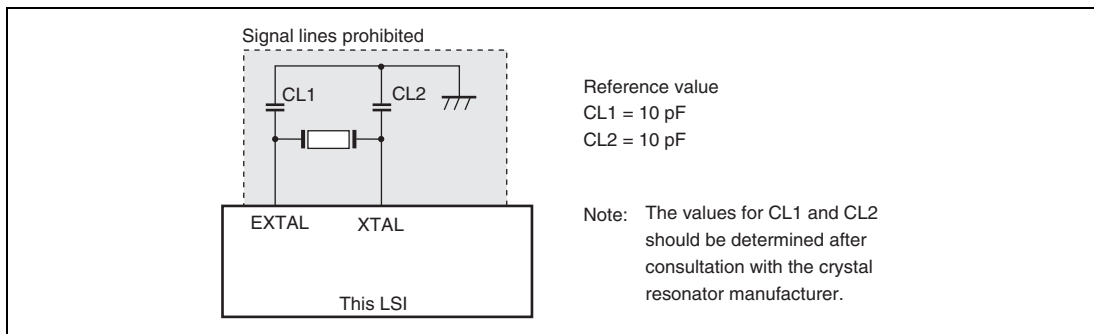 Signal lines prohibited
CL1
CL2
EXTAL
XTAL
This LSI
Reference value
CL1 = 10 pF
CL2 = 10 pF
Note: The values for CL1 and CL2
should be determined after
consultation with the crystal
resonator manufacturer.